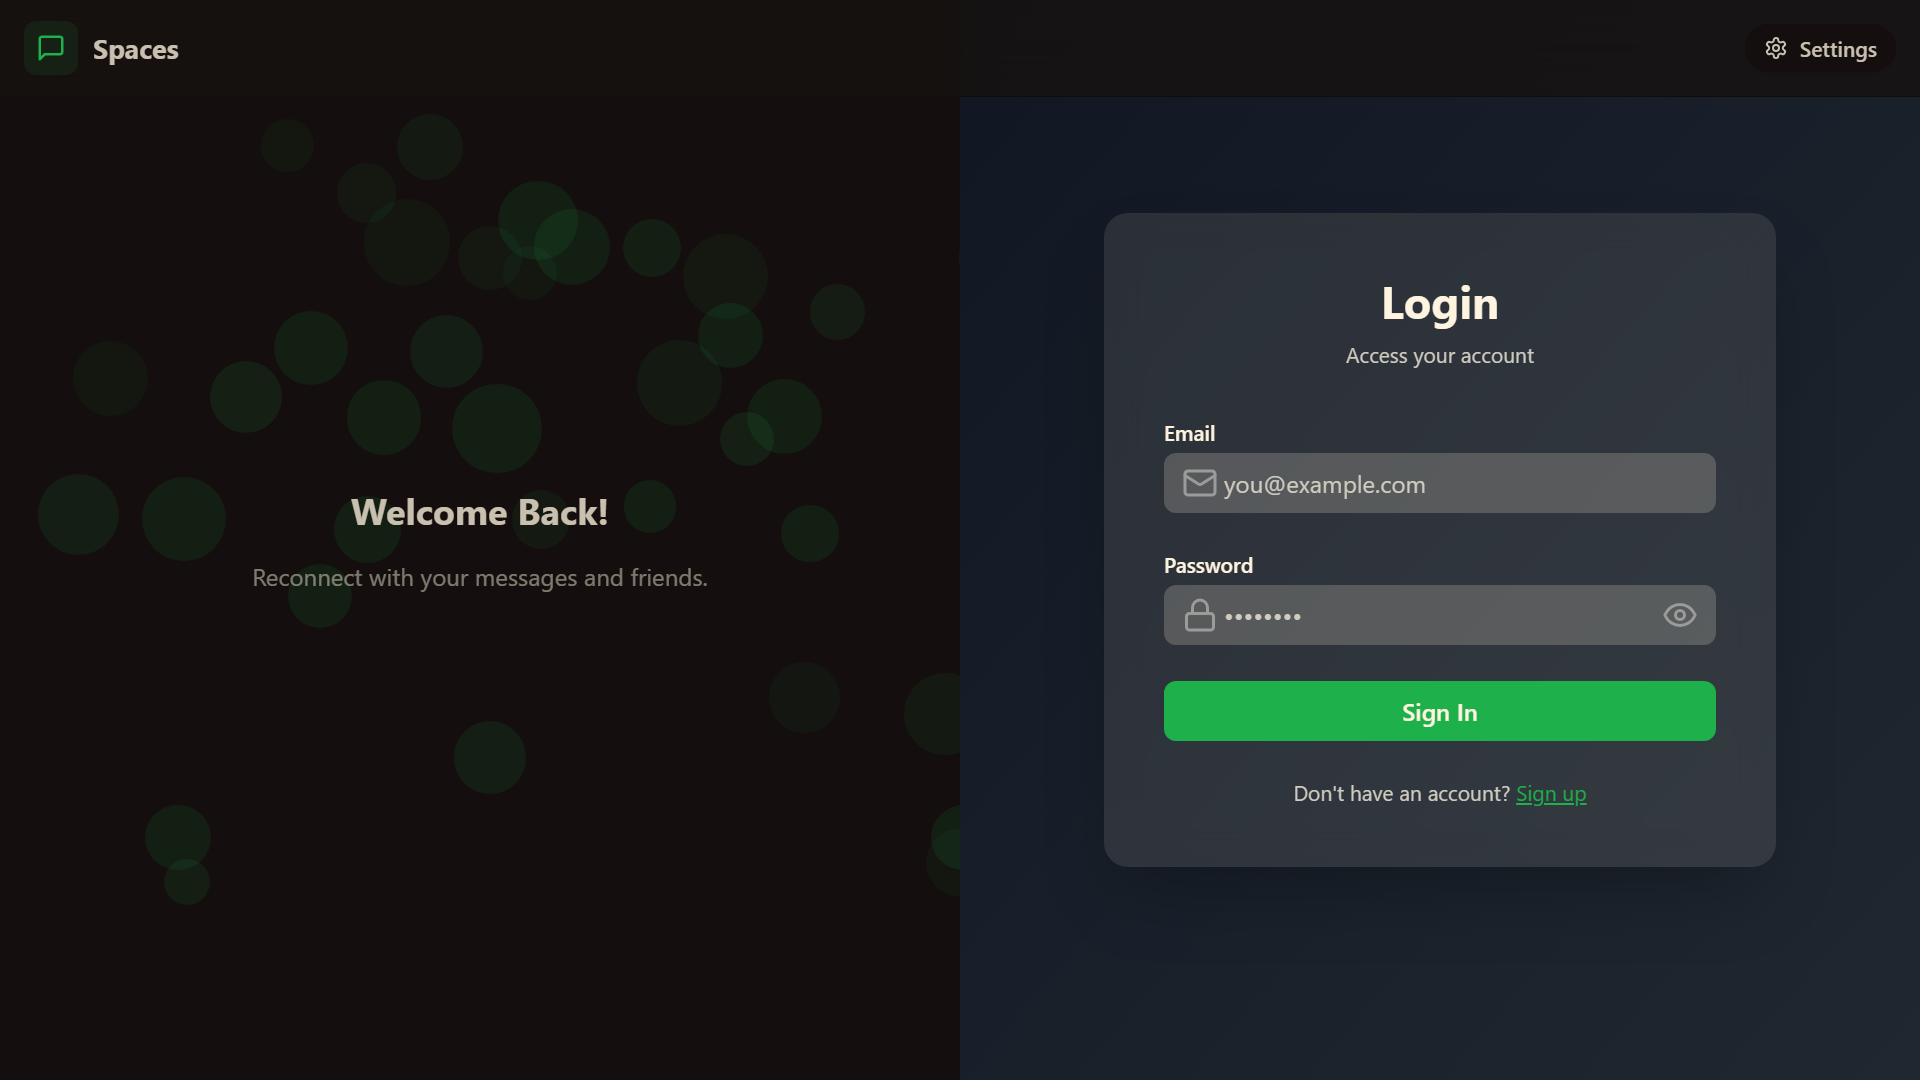 Spaces
Settings
Welcome Back!
Reconnect with your messages and friends.
Login
Access your account
Email
you@example.com
Password
••••••••
Sign In
Don't have an account? Sign up